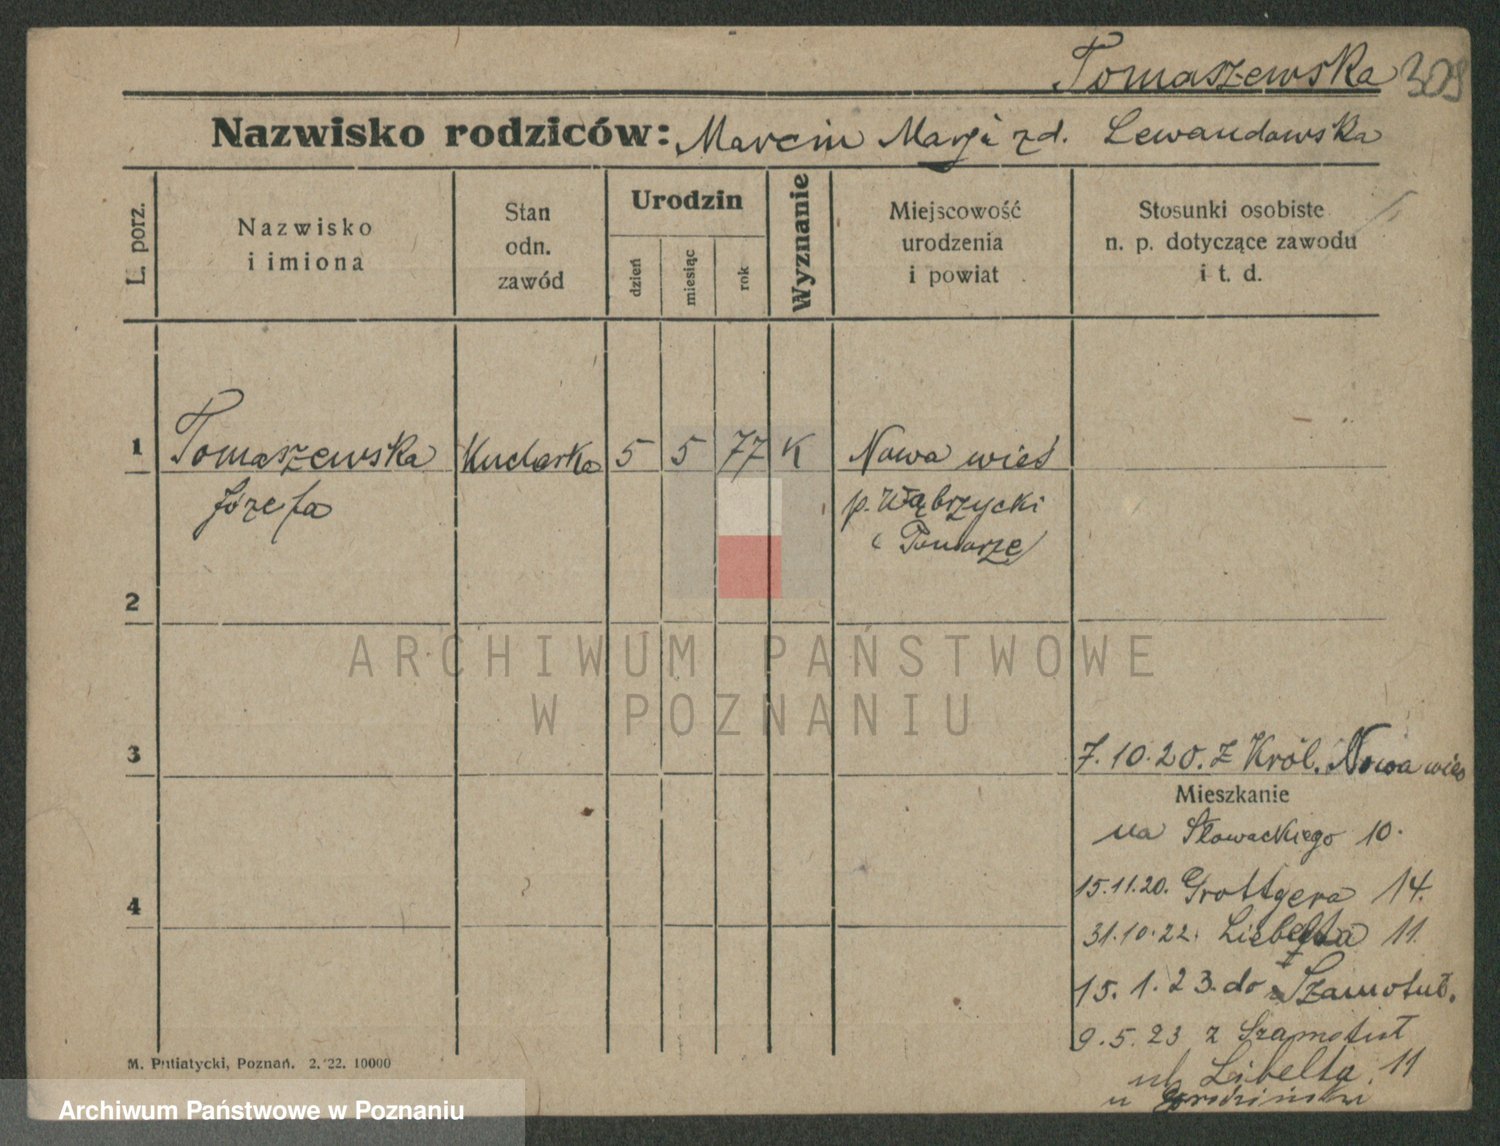 Tomaszewska 309
Nazwisko rodziców: Marcin Marji zd. Lewandowska
L. porz.
Nazwisko
i imiona
Stan
odn.
zawód
Urodzin
dzień
miesiąc
rok
Wyznanie
Miejscowość
urodzenia
i powiat
Stosunki osobiste
n. p. dotyczące zawodu
i t. d.
1 Tomaszewska Kucharka 5 5 77 K Nowa wieś
Józefa p. Wąbrzycki
( Pomorze)
2
ARCHIWUM PAŃSTWOWE
W POZNANIU
3 7.10.20. z Król. Nowa wieś
Mieszkanie
na Słowackiego 10.
4 15.11.20. Grottgera 14.
31.10.22. Libelta 11
15.1.23. do Szamotuł.
9.5.23 z Szamotuł
ul. Libelta 11
u
M. Putiatycki, Poznań. 2. '22. 10000
Archiwum Państwowe w Poznaniu